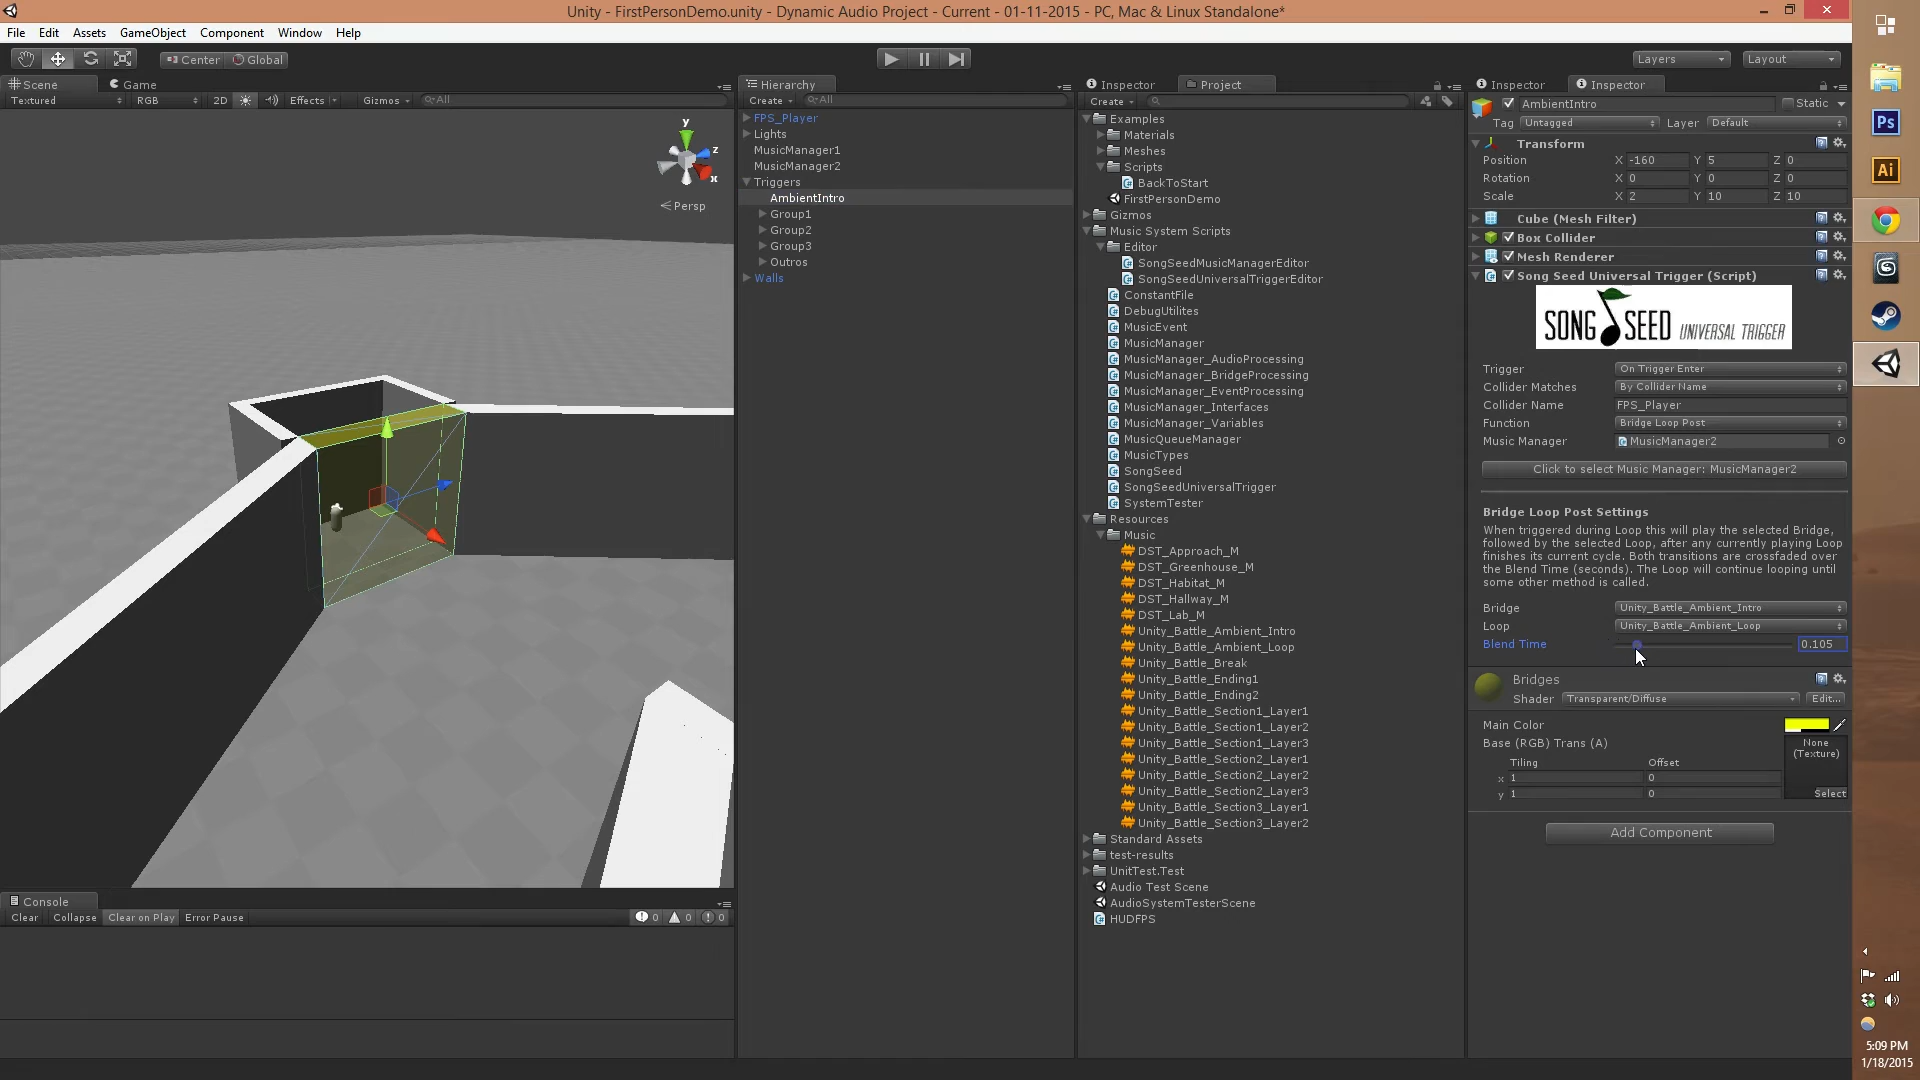 Unity - FirstPersonDemo.unity - Dynamic Audio Project - Current - 01-11-2015 - PC, Mac & Linux Standalone*
File Edit Assets GameObject Component Window Help
Center Global
Layers Layout
Scene Game
Textured RGB 2D Effects Gizmos All
y
z
x
Persp
Hierarchy
Create All
FPS_Player
Lights
MusicManager1
MusicManager2
Triggers
AmbientIntro
Group1
Group2
Group3
Outros
Walls
Inspector Project
Create
Examples
Materials
Meshes
Scripts
BackToStart
FirstPersonDemo
Gizmos
Music System Scripts
Editor
SongSeedMusicManagerEditor
SongSeedUniversalTriggerEditor
ConstantFile
DebugUtilites
MusicEvent
MusicManager
MusicManager_AudioProcessing
MusicManager_BridgeProcessing
MusicManager_EventProcessing
MusicManager_Interfaces
MusicManager_Variables
MusicQueueManager
MusicTypes
SongSeed
SongSeedUniversalTrigger
SystemTester
Resources
Music
DST_Approach_M
DST_Greenhouse_M
DST_Habitat_M
DST_Hallway_M
DST_Lab_M
Unity_Battle_Ambient_Intro
Unity_Battle_Ambient_Loop
Unity_Battle_Break
Unity_Battle_Ending1
Unity_Battle_Ending2
Unity_Battle_Section1_Layer1
Unity_Battle_Section1_Layer2
Unity_Battle_Section1_Layer3
Unity_Battle_Section2_Layer1
Unity_Battle_Section2_Layer2
Unity_Battle_Section2_Layer3
Unity_Battle_Section3_Layer1
Unity_Battle_Section3_Layer2
Standard Assets
test-results
UnitTest.Test
Audio Test Scene
AudioSystemTesterScene
HUDFPS
Inspector Inspector
AmbientIntro Static
Tag Untagged Layer Default
Transform
Position X -160 Y 5 Z 0
Rotation X 0 Y 0 Z 0
Scale X 2 Y 10 Z 10
Cube (Mesh Filter)
Box Collider
Mesh Renderer
Song Seed Universal Trigger (Script)
SONG SEED UNIVERSAL TRIGGER
Trigger On Trigger Enter
Collider Matches By Collider Name
Collider Name FPS_Player
Function Bridge Loop Post
Music Manager MusicManager2
Click to select Music Manager: MusicManager2
Bridge Loop Post Settings
When triggered during Loop this will play the selected Bridge,
followed by the selected Loop, after any currently playing Loop
finishes its current cycle. Both transitions are crossfaded over
the Blend Time (seconds). The Loop will continue looping until
some other method is called.
Bridge Unity_Battle_Ambient_Intro
Loop Unity_Battle_Ambient_Loop
Blend Time 0.105
Bridges
Shader Transparent/Diffuse Edit...
Main Color
Base (RGB) Trans (A)
None
(Texture)
Tiling Offset
x 1 0
y 1 0
Select
Add Component
Console
Clear Collapse Clear on Play Error Pause 0 0 0
Ps
Ai
5:09 PM
1/18/2015